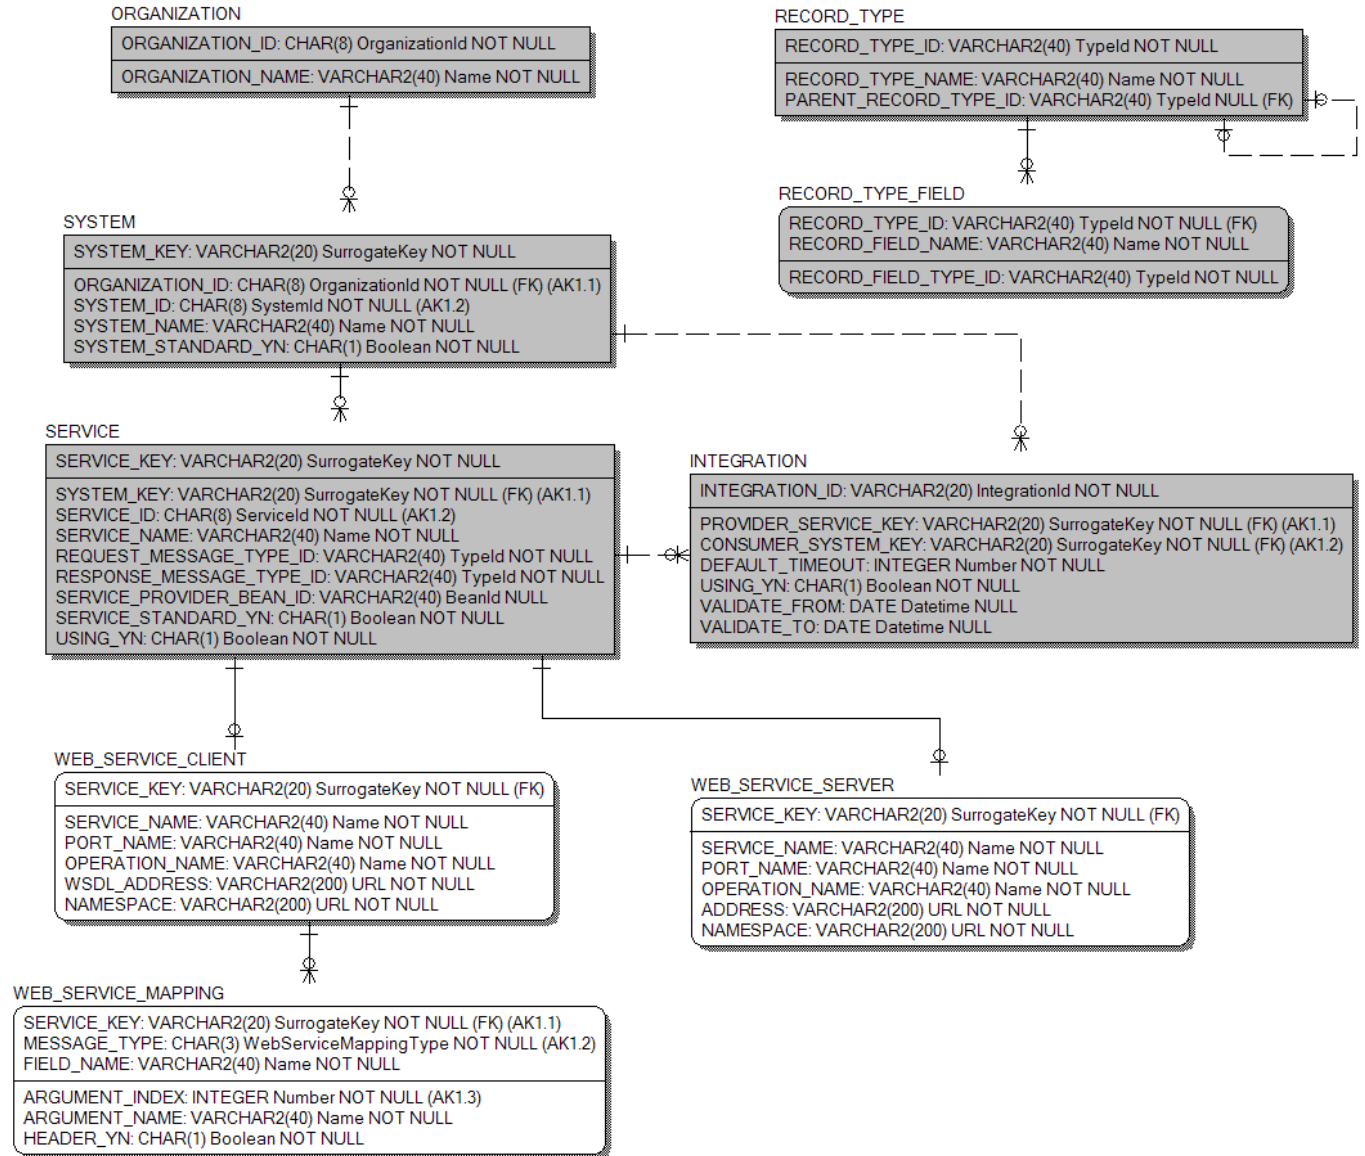 ORGANIZATION
ORGANIZATION_ID: CHAR(8) OrganizationId NOT NULL
ORGANIZATION_NAME: VARCHAR2(40) Name NOT NULL
RECORD_TYPE
RECORD_TYPE_ID: VARCHAR2(40) TypeId NOT NULL
RECORD_TYPE_NAME: VARCHAR2(40) Name NOT NULL
PARENT_RECORD_TYPE_ID: VARCHAR2(40) TypeId NULL (FK)
RECORD_TYPE_FIELD
RECORD_TYPE_ID: VARCHAR2(40) TypeId NOT NULL (FK)
RECORD_FIELD_NAME: VARCHAR2(40) Name NOT NULL
RECORD_FIELD_TYPE_ID: VARCHAR2(40) TypeId NOT NULL
SYSTEM
SYSTEM_KEY: VARCHAR2(20) SurrogateKey NOT NULL
ORGANIZATION_ID: CHAR(8) OrganizationId NOT NULL (FK) (AK1.1)
SYSTEM_ID: CHAR(8) SystemId NOT NULL (AK1.2)
SYSTEM_NAME: VARCHAR2(40) Name NOT NULL
SYSTEM_STANDARD_YN: CHAR(1) Boolean NOT NULL
SERVICE
SERVICE_KEY: VARCHAR2(20) SurrogateKey NOT NULL
SYSTEM_KEY: VARCHAR2(20) SurrogateKey NOT NULL (FK) (AK1.1)
SERVICE_ID: CHAR(8) ServiceId NOT NULL (AK1.2)
SERVICE_NAME: VARCHAR2(40) Name NOT NULL
REQUEST_MESSAGE_TYPE_ID: VARCHAR2(40) TypeId NOT NULL
RESPONSE_MESSAGE_TYPE_ID: VARCHAR2(40) TypeId NOT NULL
SERVICE_PROVIDER_BEAN_ID: VARCHAR2(40) BeanId NULL
SERVICE_STANDARD_YN: CHAR(1) Boolean NOT NULL
USING_YN: CHAR(1) Boolean NOT NULL
INTEGRATION
INTEGRATION_ID: VARCHAR2(20) IntegrationId NOT NULL
PROVIDER_SERVICE_KEY: VARCHAR2(20) SurrogateKey NOT NULL (FK) (AK1.1)
CONSUMER_SYSTEM_KEY: VARCHAR2(20) SurrogateKey NOT NULL (FK) (AK1.2)
DEFAULT_TIMEOUT: INTEGER Number NOT NULL
USING_YN: CHAR(1) Boolean NOT NULL
VALIDATE_FROM: DATE Datetime NULL
VALIDATE_TO: DATE Datetime NULL
WEB_SERVICE_CLIENT
SERVICE_KEY: VARCHAR2(20) SurrogateKey NOT NULL (FK)
SERVICE_NAME: VARCHAR2(40) Name NOT NULL
PORT_NAME: VARCHAR2(40) Name NOT NULL
OPERATION_NAME: VARCHAR2(40) Name NOT NULL
WSDL_ADDRESS: VARCHAR2(200) URL NOT NULL
NAMESPACE: VARCHAR2(200) URL NOT NULL
WEB_SERVICE_SERVER
SERVICE_KEY: VARCHAR2(20) SurrogateKey NOT NULL (FK)
SERVICE_NAME: VARCHAR2(40) Name NOT NULL
PORT_NAME: VARCHAR2(40) Name NOT NULL
OPERATION_NAME: VARCHAR2(40) Name NOT NULL
ADDRESS: VARCHAR2(200) URL NOT NULL
NAMESPACE: VARCHAR2(200) URL NOT NULL
WEB_SERVICE_MAPPING
SERVICE_KEY: VARCHAR2(20) SurrogateKey NOT NULL (FK) (AK1.1)
MESSAGE_TYPE: CHAR(3) WebServiceMappingType NOT NULL (AK1.2)
FIELD_NAME: VARCHAR2(40) Name NOT NULL
ARGUMENT_INDEX: INTEGER Number NOT NULL (AK1.3)
ARGUMENT_NAME: VARCHAR2(40) Name NOT NULL
HEADER_YN: CHAR(1) Boolean NOT NULL